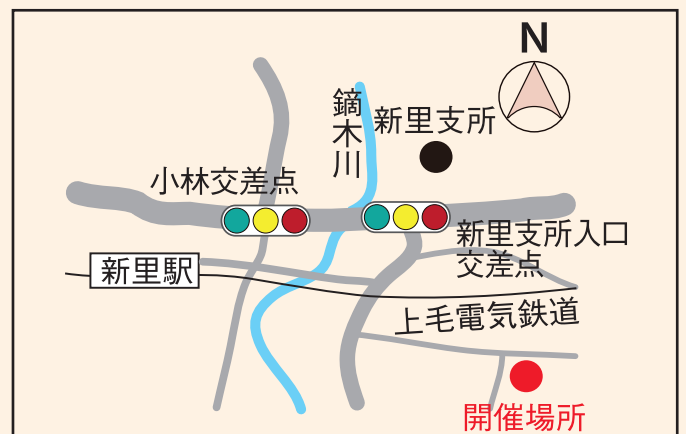 N
鏑木川
新里支所
小林交差点
新里支所入口
交差点
新里駅
上毛電気鉄道
開催場所